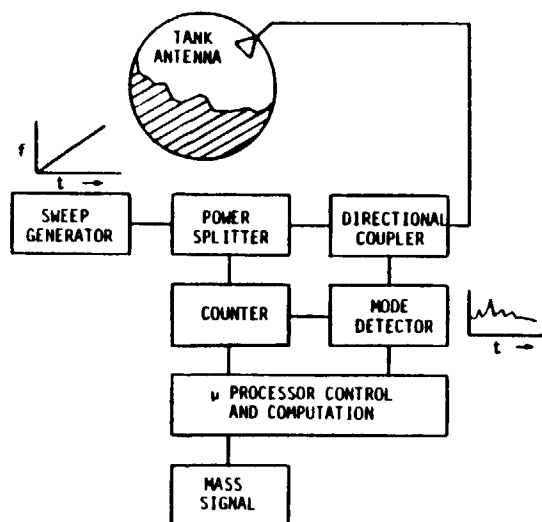 TANK
ANTENNA
f
t →
SWEEP
GENERATOR
POWER
SPLITTER
DIRECTIONAL
COUPLER
COUNTER
MODE
DETECTOR
t →
μ PROCESSOR CONTROL
AND COMPUTATION
MASS
SIGNAL